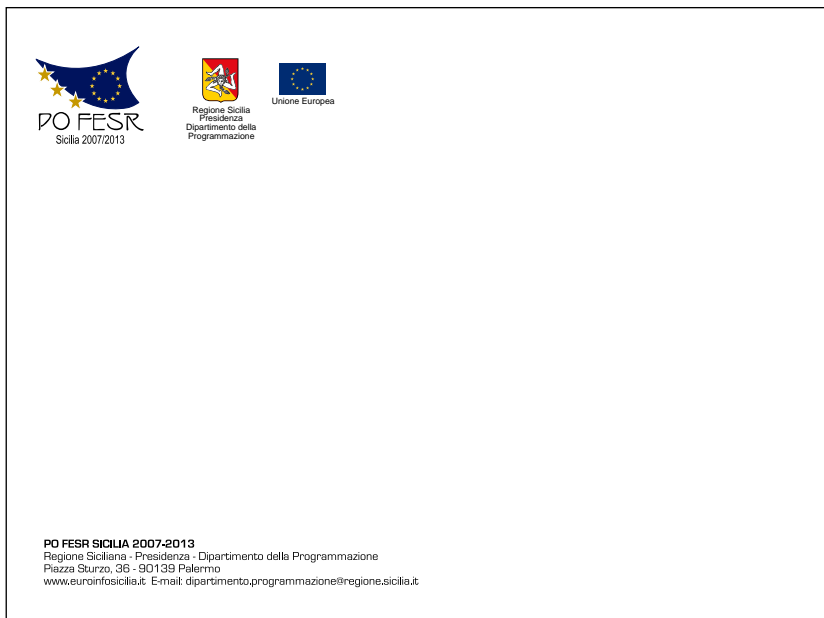 PO FESR
Sicilia 2007/2013
Regione Sicilia
Presidenza
Dipartimento della
Programmazione
Unione Europea
PO FESR SICILIA 2007-2013
Regione Siciliana - Presidenza - Dipartimento della Programmazione
Piazza Sturzo, 36 - 90139 Palermo
www.euroinfosicilia.it E-mail: dipartimento.programmazione@regione.sicilia.it